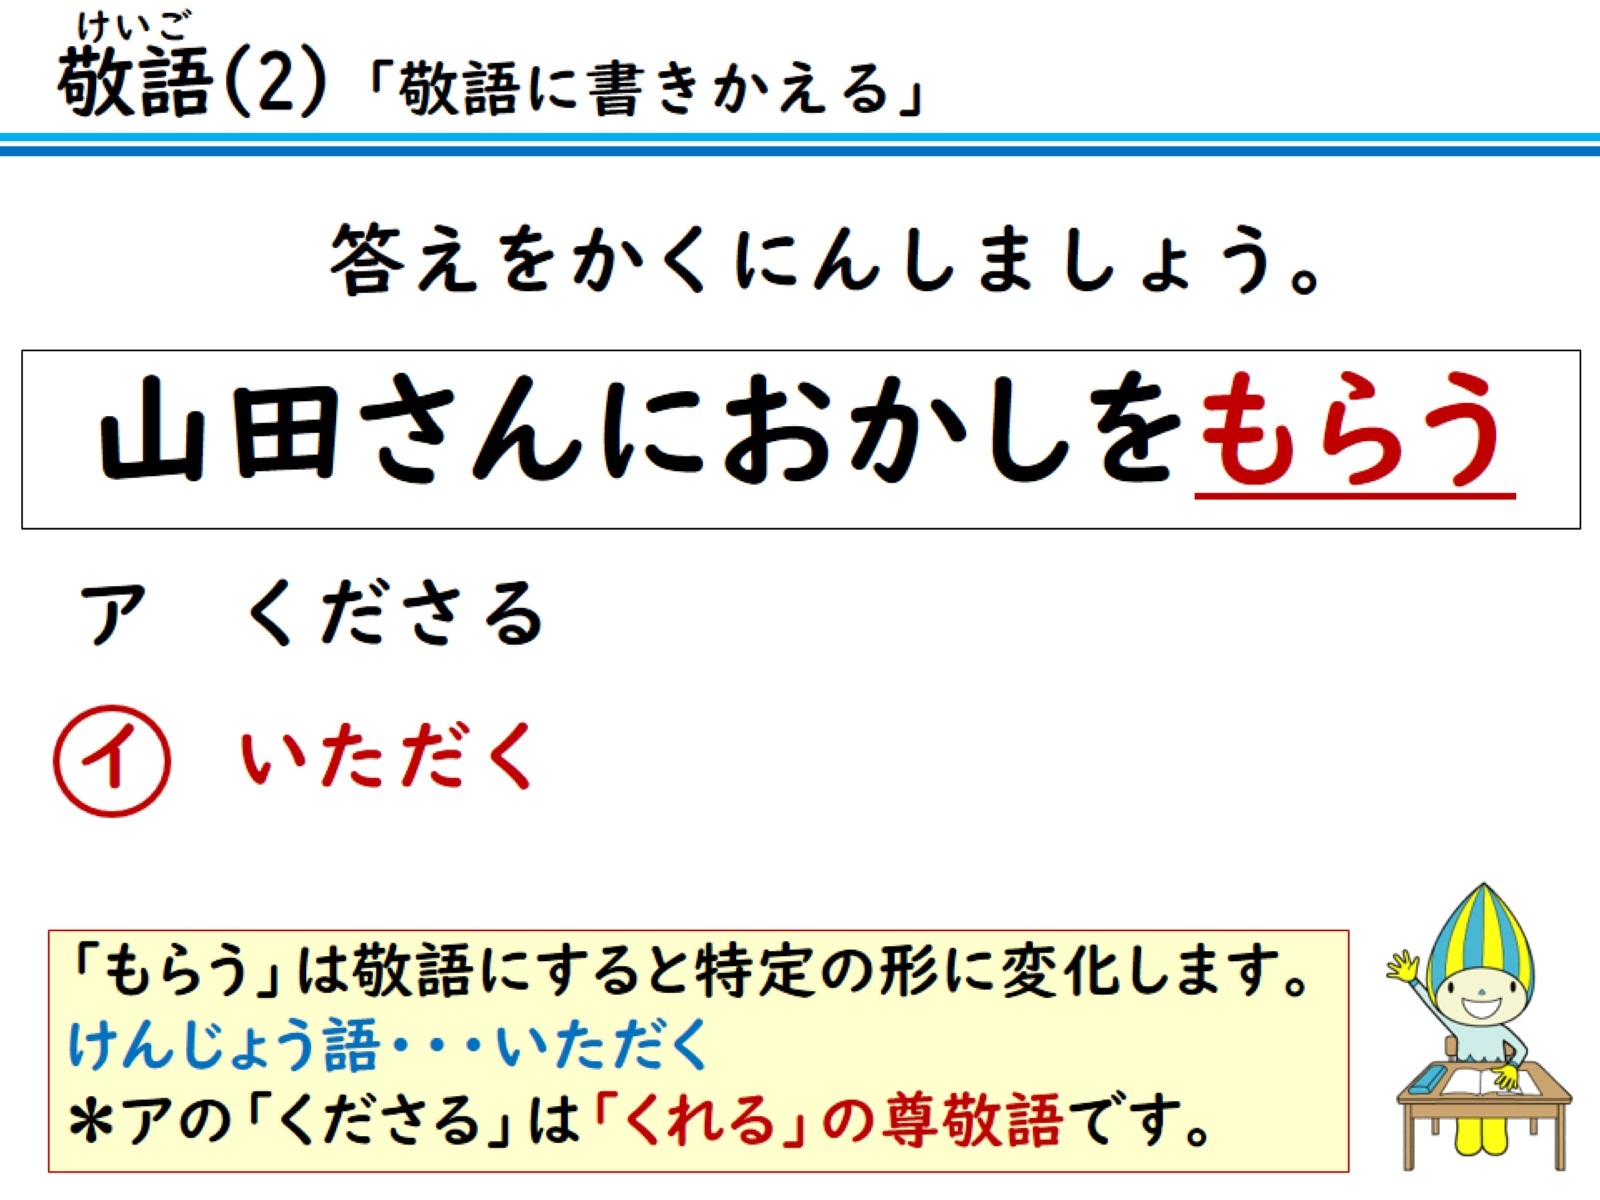 けいご
敬語(2)「敬語に書きかえる」
答えをかくにんしましょう。
山田さんにおかしをもらう
ア　くださる
イ　いただく
「もらう」は敬語にすると特定の形に変化します。
けんじょう語・・・いただく
＊アの「くださる」は「くれる」の尊敬語です。